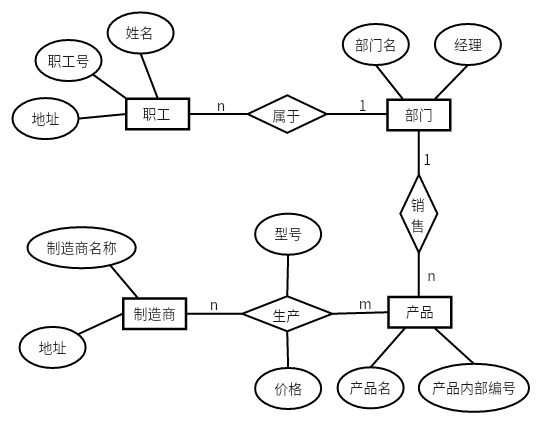 姓名
部门名
经理
职工号
地址
职工
n
属于
1
部门
1
销
售
n
制造商名称
型号
制造商
n
生产
m
产品
地址
价格
产品名
产品内部编号